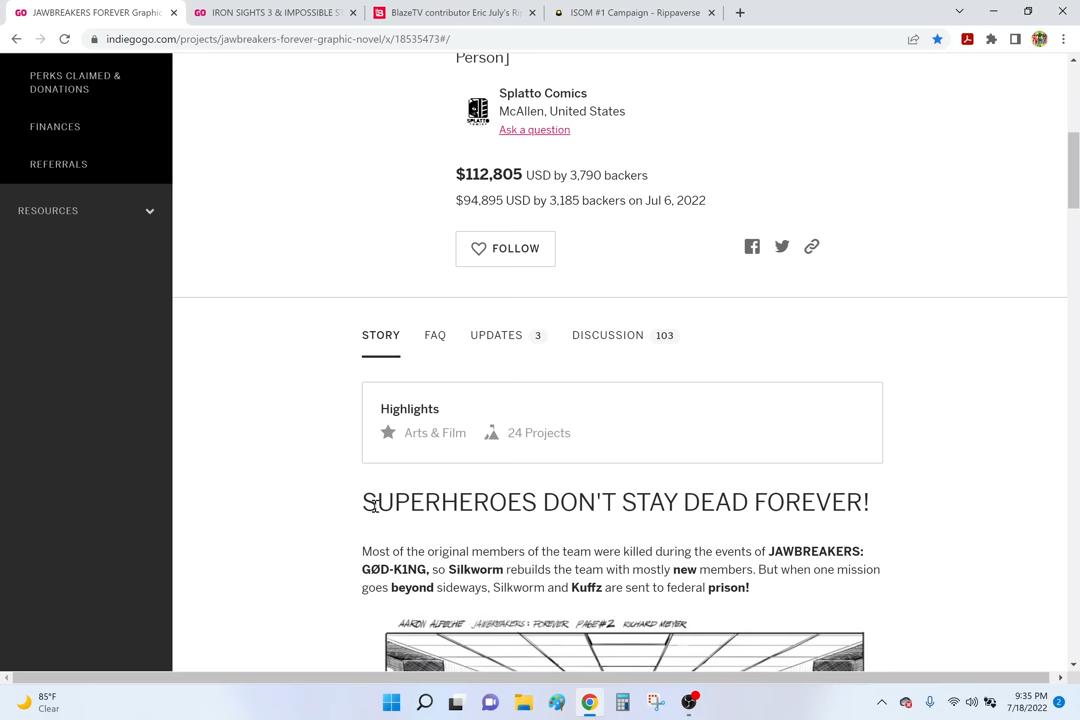 JAWBREAKERS FOREVER Graphic
IRON SIGHTS 3 & IMPOSSIBLE ST
BlazeTV contributor Eric July's Ri
ISOM #1 Campaign - Rippaverse
indiegogo.com/projects/jawbreakers-forever-graphic-novel/x/18535473#/
PERKS CLAIMED &
DONATIONS
FINANCES
REFERRALS
RESOURCES
Person]
Splatto Comics
McAllen, United States
Ask a question
$112,805 USD by 3,790 backers
$94,895 USD by 3,185 backers on Jul 6, 2022
FOLLOW
STORY FAQ UPDATES 3 DISCUSSION 103
Highlights
Arts & Film 24 Projects
SUPERHEROES DON'T STAY DEAD FOREVER!
Most of the original members of the team were killed during the events of JAWBREAKERS:
GØD-K1NG, so Silkworm rebuilds the team with mostly new members. But when one mission
goes beyond sideways, Silkworm and Kuffz are sent to federal prison!
AARON ALFECHE JAWBREAKERS: FOREVER PAGE#2 RICHARD MEYER
85°F
Clear
9:35 PM
7/18/2022
2